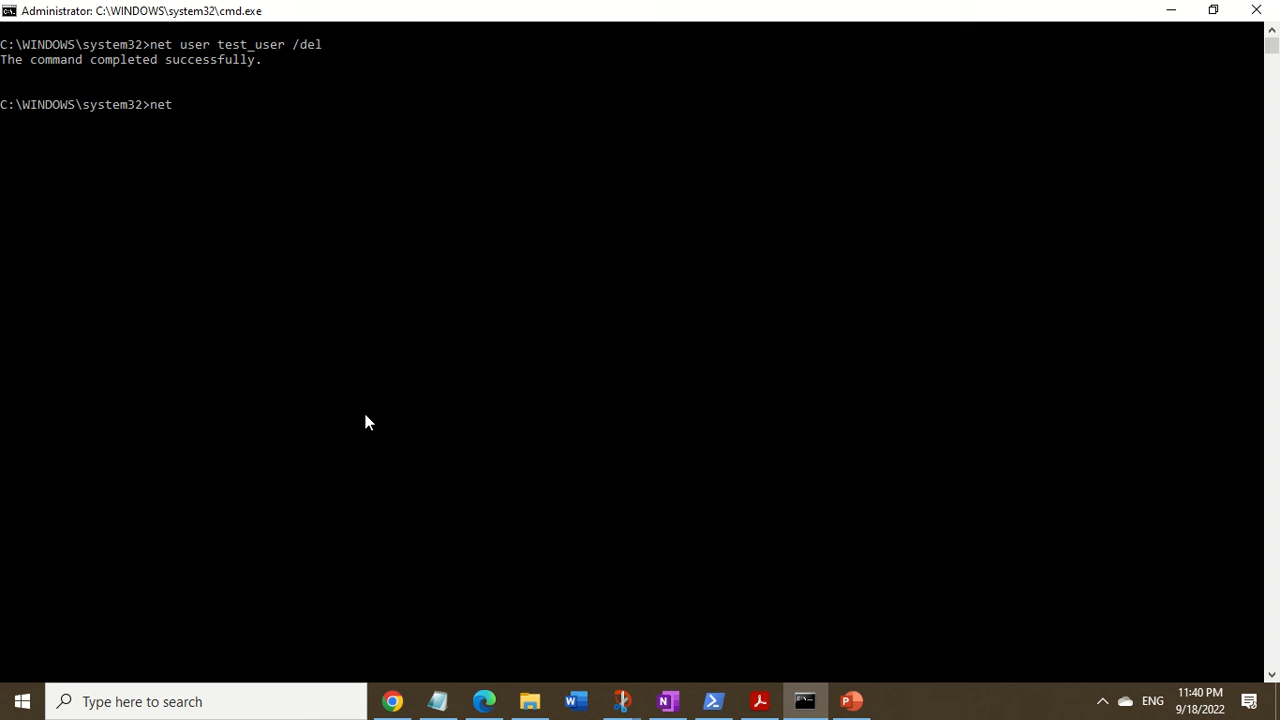 Administrator: C:\WINDOWS\system32\cmd.exe
C:\WINDOWS\system32>net user test_user /del
The command completed successfully.
C:\WINDOWS\system32>net
Type here to search
ENG
11:40 PM
9/18/2022